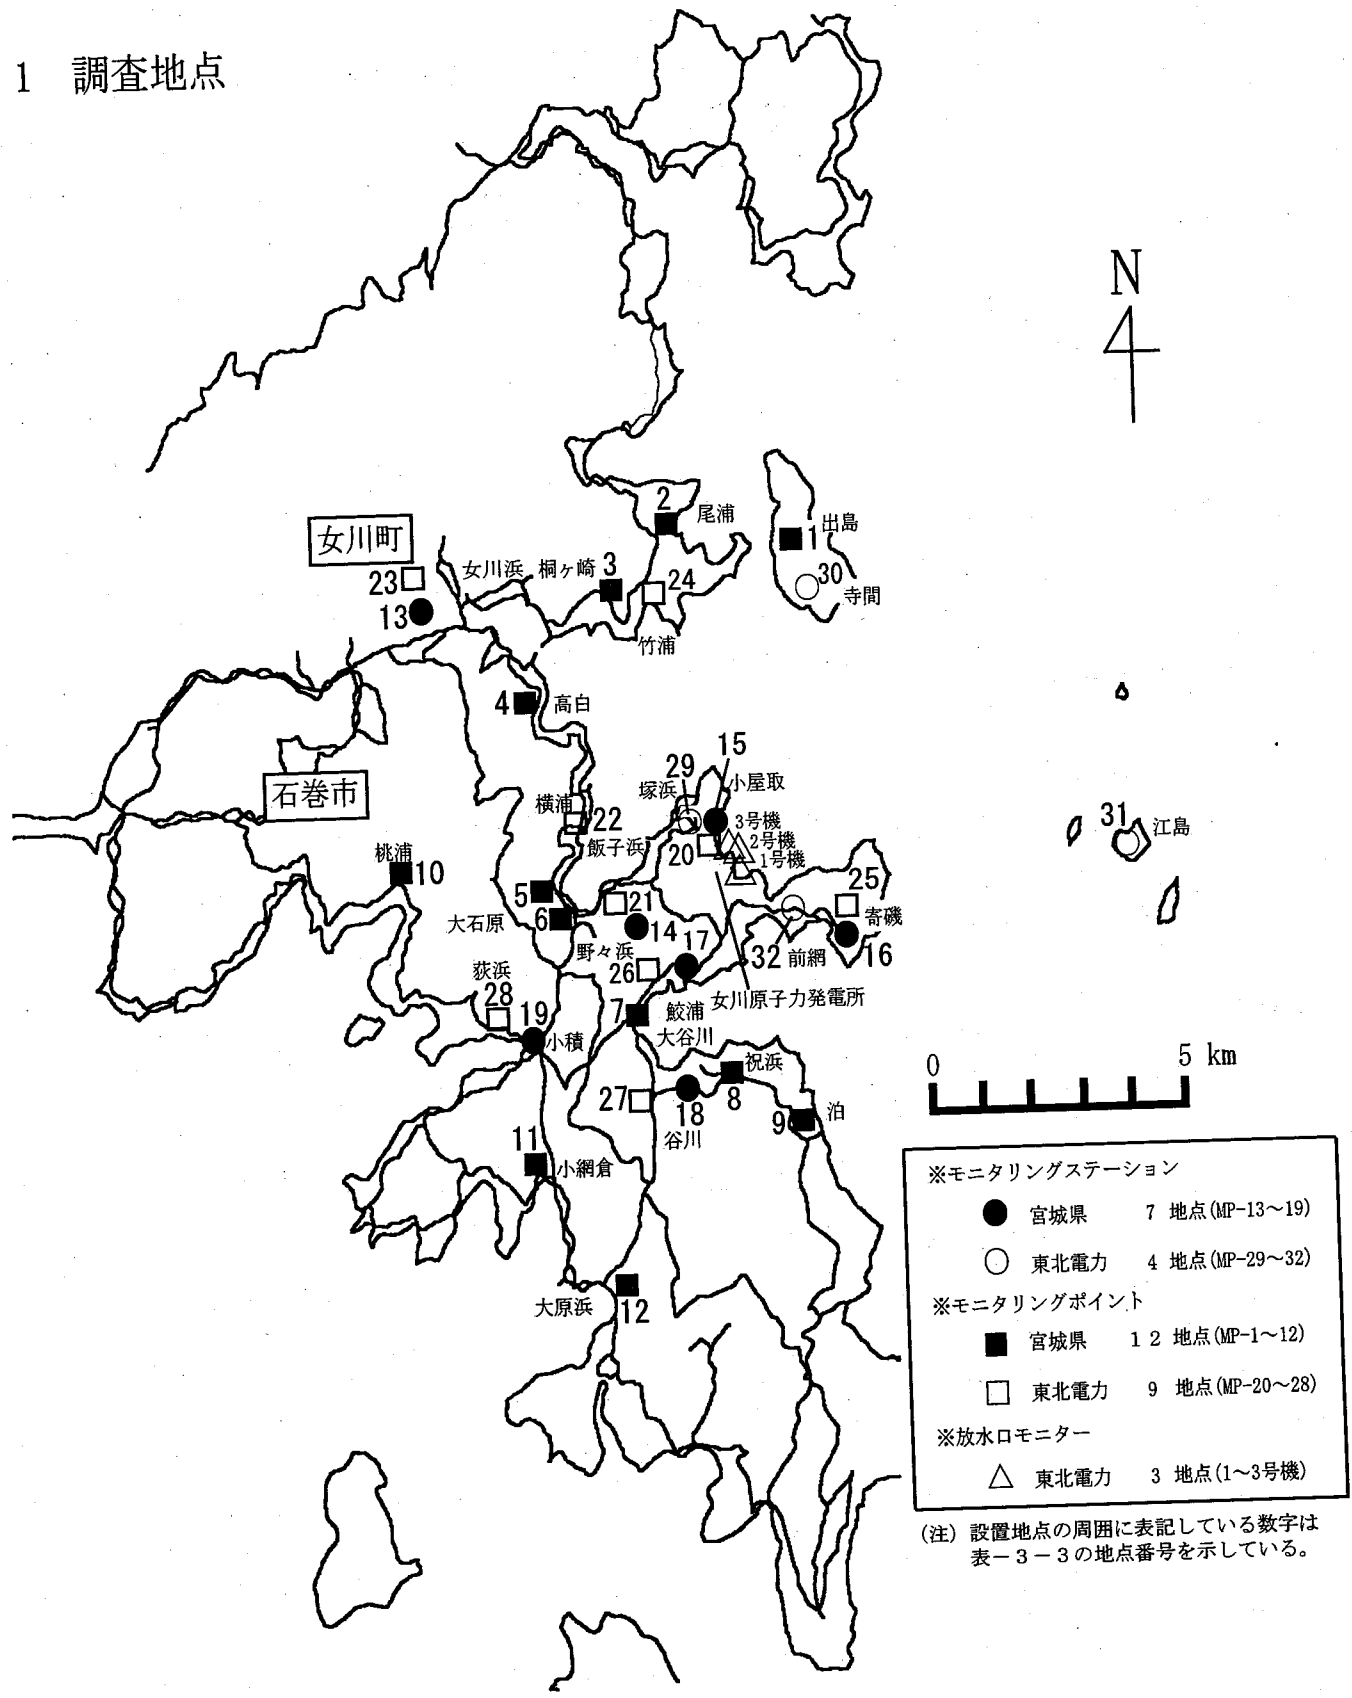 1 調査地点
N
2
尾浦
1
出島
女川町
23
女川浜
桐ヶ崎
3
24
30
寺間
13
竹浦
4
高白
15
29
塚浜
小屋取
石巻市
横浦
22
3号機
31
江島
飯子浜
20
2号機
1号機
桃浦
10
25
5
21
寄磯
大石原
6
14
17
野々浜
32
前網
16
荻浜
26
28
女川原子力発電所
19
7
鮫浦
小積
大谷川
祝浜
0
5 km
27
18
8
9
泊
谷川
11
小網倉
大原浜
12
※モニタリングステーション
宮城県 7 地点(MP-13～19)
東北電力 4 地点(MP-29～32)
※モニタリングポイント
宮城県 12 地点(MP-1～12)
東北電力 9 地点(MP-20～28)
※放水口モニター
東北電力 3 地点(1～3号機)
(注) 設置地点の周囲に表記している数字は
表－3－3の地点番号を示している。